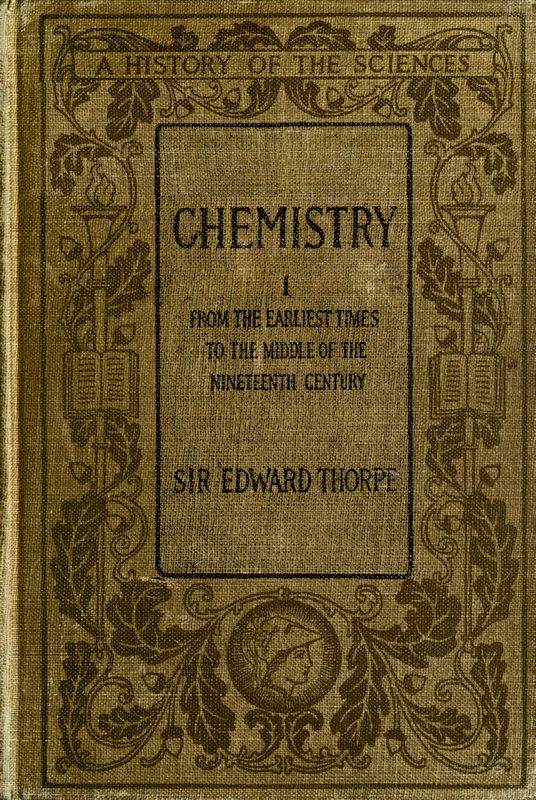 A HISTORY OF THE SCIENCES
CHEMISTRY
I
FROM THE EARLIEST TIMES
TO THE MIDDLE OF THE
NINETEENTH CENTURY
SIR EDWARD THORPE